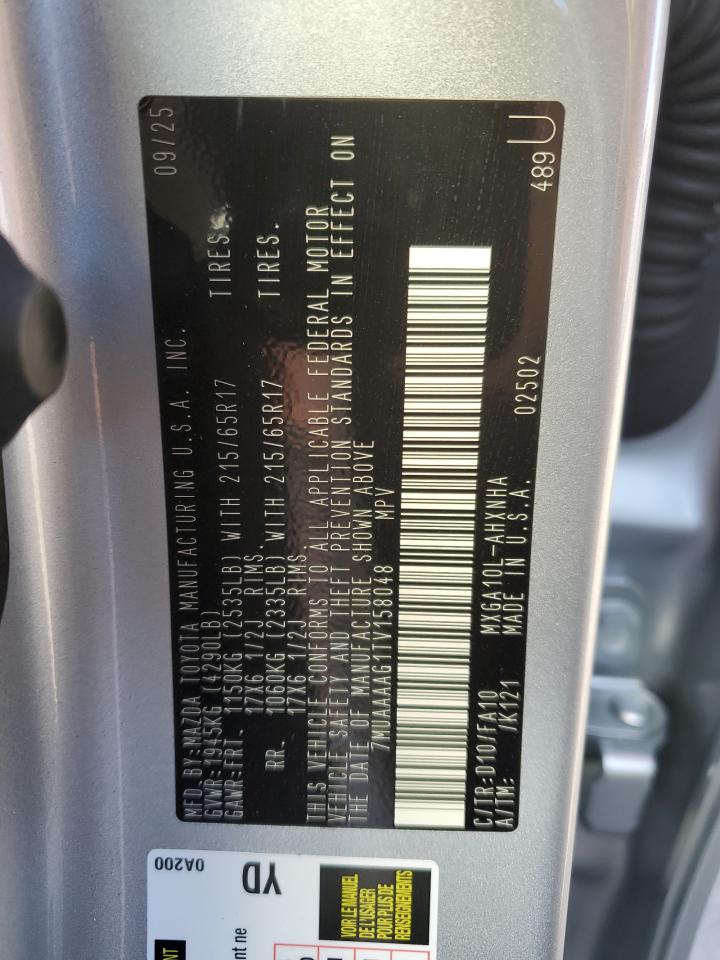 MFD.BY:MAZDA TOYOTA MANUFACTURING U.S.A. INC. 09/25
GVWR:1945KG (4290LB)
GAWR:FRT. 1150KG (2535LB) WITH 215/65R17 TIRES.
17X6 1/2J RIMS.
RR. 1060KG (2335LB) WITH 215/65R17 TIRES.
17X6 1/2J RIMS.
THIS VEHICLE CONFORMS TO ALL APPLICABLE FEDERAL MOTOR
VEHICLE SAFETY AND THEFT PREVENTION STANDARDS IN EFFECT ON
THE DATE OF MANUFACTURE SHOWN ABOVE
7MUAAAAG1TV158048 MPV
C/TR:D10/FA10 MXGA10L-AHXNHA
A/TM: /K121 MADE IN U.S.A. 02502 489 U
0A200
YD
VOIR LE MANUEL
DE L'USAGER
POUR PLUS DE
RENSEIGNEMENTS